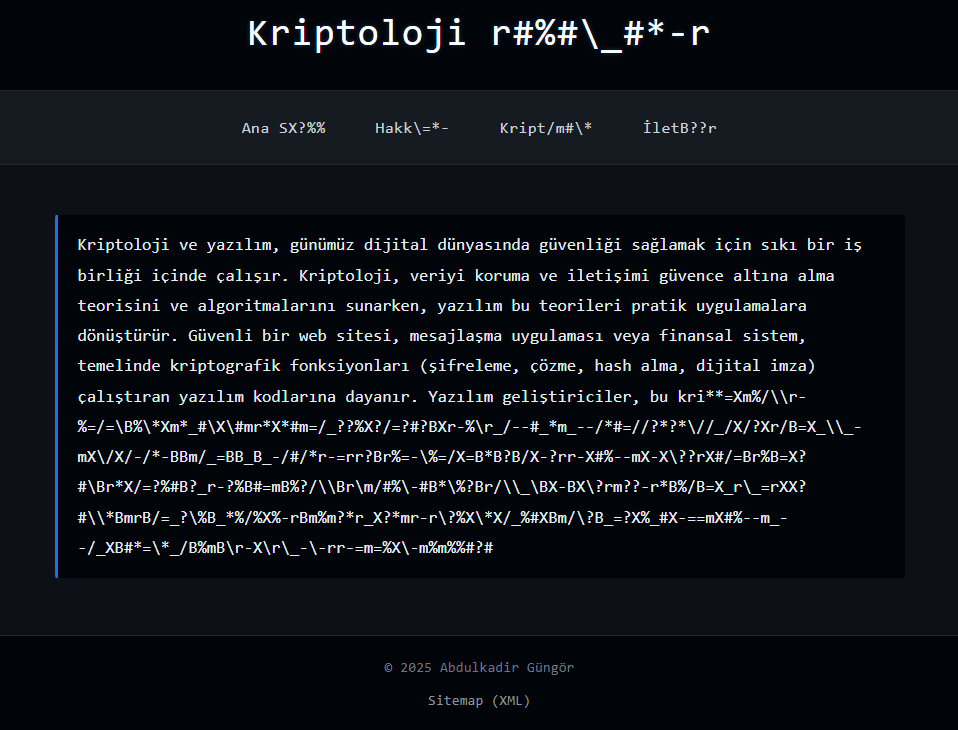 Kriptoloji r#%#\_#*-r
Ana SX?%% Hakk\=*- Kript/m#\* İletB??r
Kriptoloji ve yazılım, günümüz dijital dünyasında güvenliği sağlamak için sıkı bir iş
birliği içinde çalışır. Kriptoloji, veriyi koruma ve iletişimi güvence altına alma
teorisini ve algoritmalarını sunarken, yazılım bu teorileri pratik uygulamalara
dönüştürür. Güvenli bir web sitesi, mesajlaşma uygulaması veya finansal sistem,
temelinde kriptografik fonksiyonları (şifreleme, çözme, hash alma, dijital imza)
çalıştıran yazılım kodlarına dayanır. Yazılım geliştiriciler, bu kri**=Xm%/\\r-
%=/=\B%\*Xm*_#\X\#mr*X*#m=/_??%X?/=?#?BXr-%\r_/--#_*m_--/*#=//?*?*\//_/X/?Xr/B=X_\\_-
mX\/X/-/*-BBm/_=BB_B_-/#/*r-=rr?Br%=-\%=/X=B*B?B/X-?rr-X#%--mX-X\??rX#/=Br%B=X?
#\Br*X/=?%#B?_r-?%B#=mB%?/\\Br\m/#%\-#B*\%?Br/\\_\BX-BX\?rm??-r*B%/B=X_r\_=rXX?
#\\*BmrB/=_?\%B_*%/%X%-rBm%m?*r_X?*mr-r\?%X\*X/_%#XBm/\?B_=?X%_#X-==mX#%--m_-
-/_XB#*=\*_/B%mB\r-X\r\_-\-rr-=m=%X\-m%m%%#?#
© 2025 Abdulkadir Güngör
Sitemap (XML)